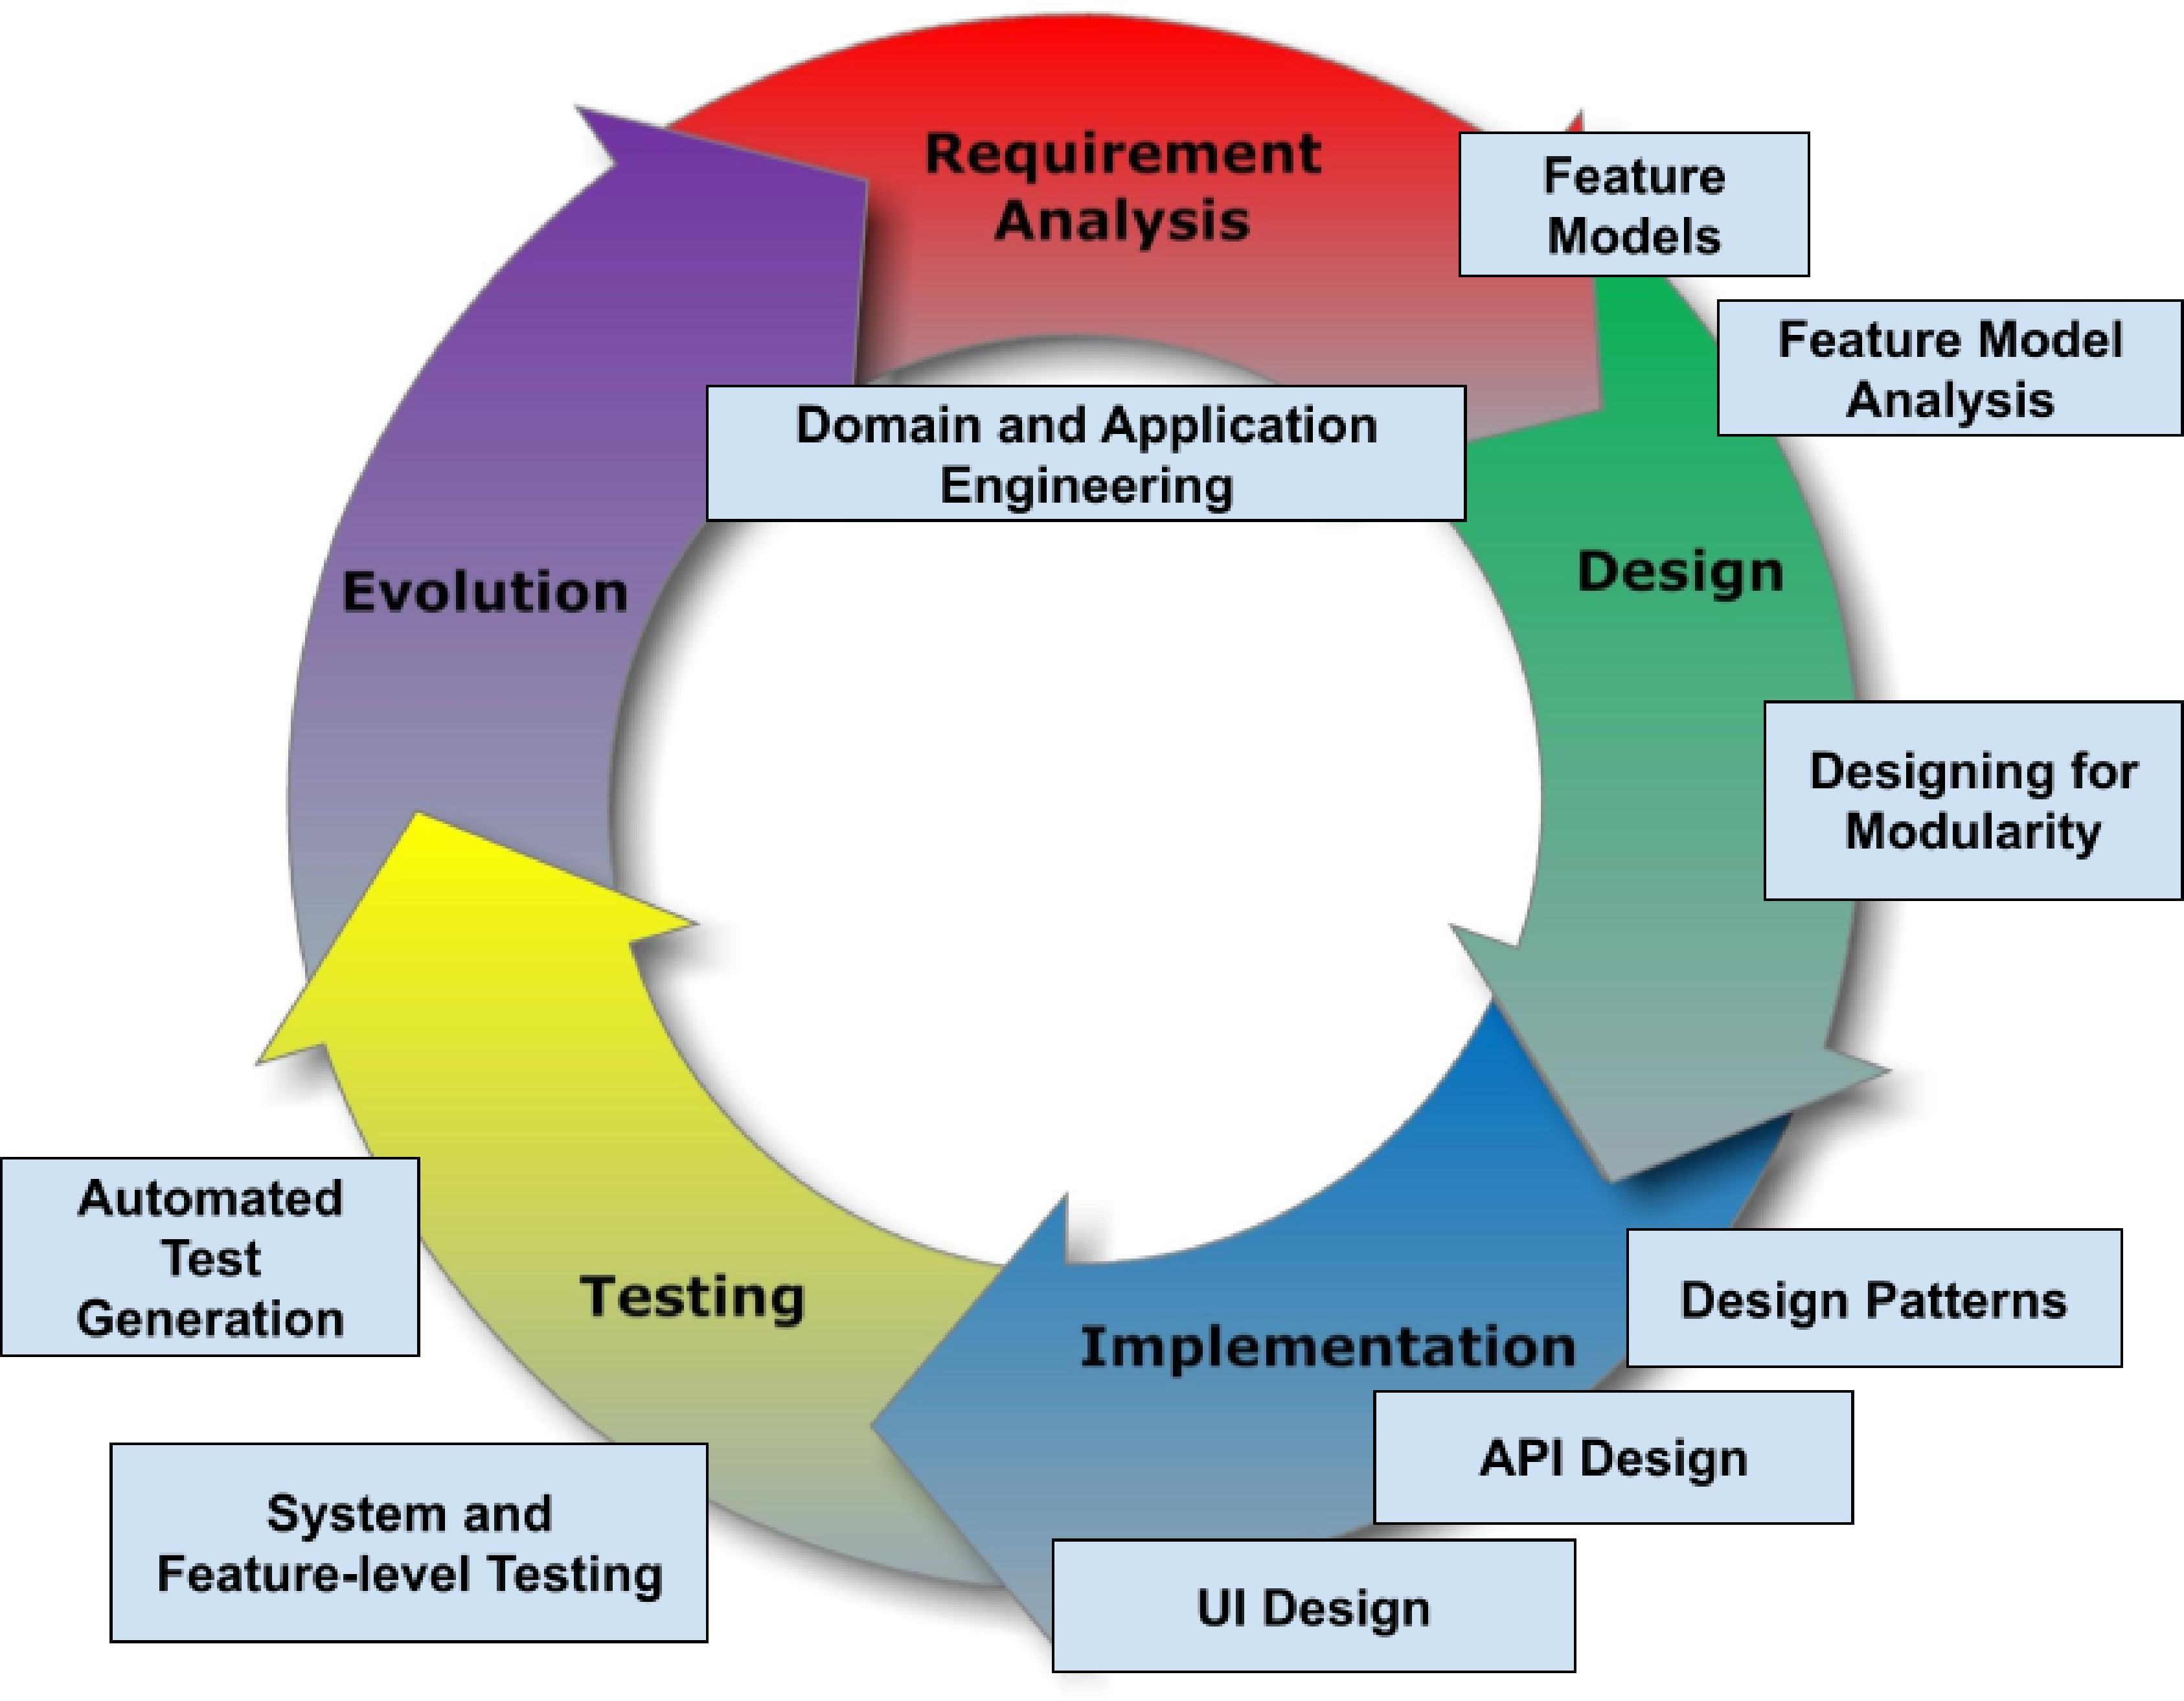 Requirement
Analysis
Feature
Models
Feature Model
Analysis
Domain and Application
Engineering
Evolution
Design
Designing for
Modularity
Automated
Test
Generation
Testing
Implementation
Design Patterns
API Design
System and
Feature-level Testing
UI Design